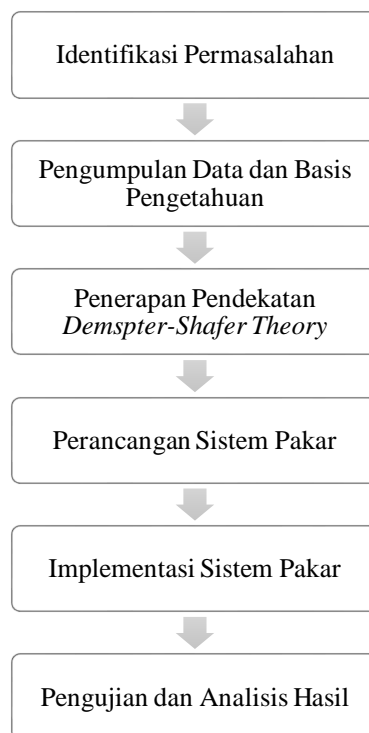 Identifikasi Permasalahan
Pengumpulan Data dan Basis
Pengetahuan
Penerapan Pendekatan
Demspter-Shafer Theory
Perancangan Sistem Pakar
Implementasi Sistem Pakar
Pengujian dan Analisis Hasil